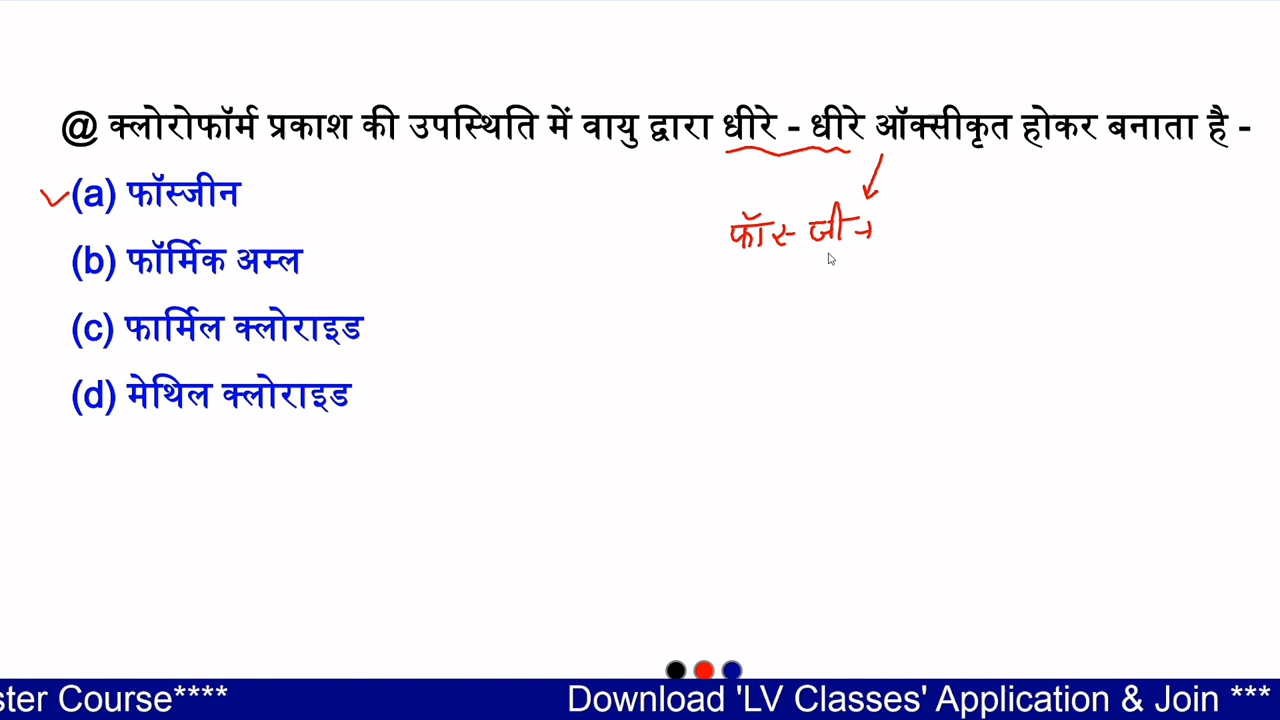 @ क्लोरोफॉर्म प्रकाश की उपस्थिति में वायु द्वारा धीरे - धीरे ऑक्सीकृत होकर बनाता है -
(a) फॉस्जीन
फॉस जीन
(b) फॉर्मिक अम्ल
(c) फार्मिल क्लोराइड
(d) मेथिल क्लोराइड
ster Course**** Download 'LV Classes' Application & Join ***